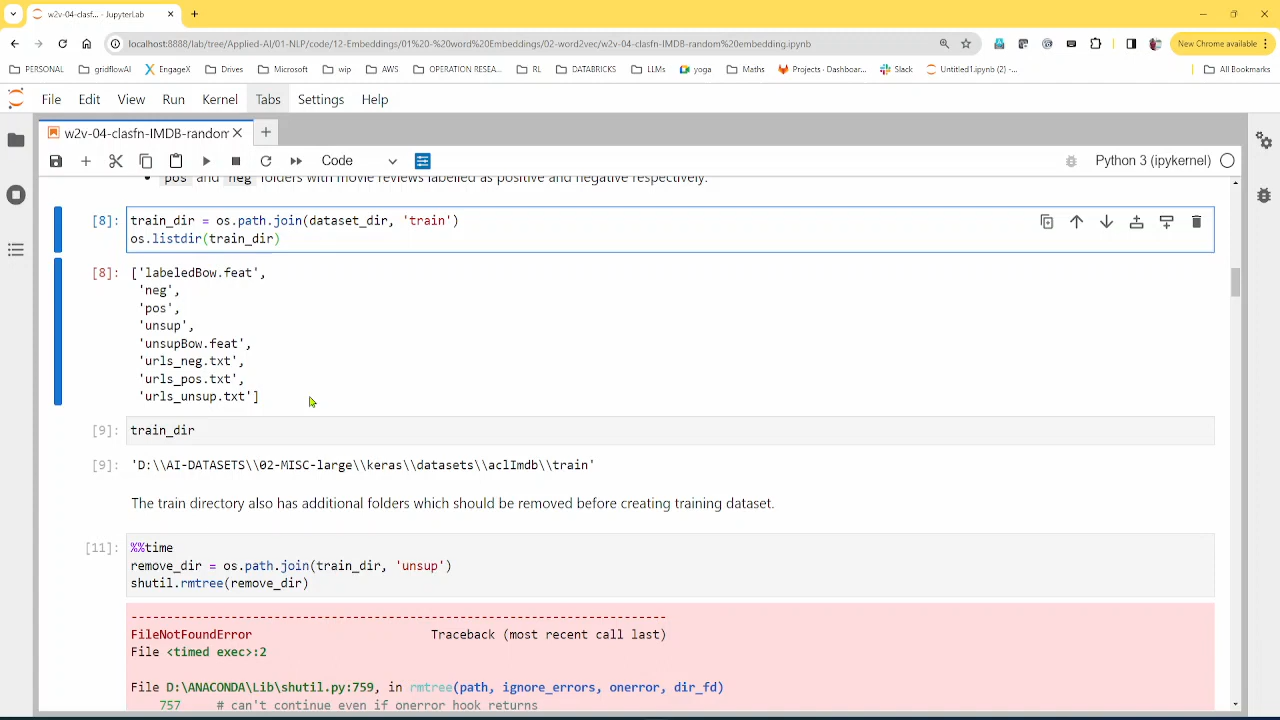 w2v-04-clasf... - JupyterLab
localhost:8888/lab/tree/Applied-AI/01-NLP/code/12.Embeddings/01%20-%20word%20Embeddings/02-word2vec/w2v-04-clasfn-IMDB-random%20embedding.ipynb
New Chrome available
PERSONAL gridflowAI EngageX Drives Microsoft wip AWS OPERATION RESEA... RL DATABRICKS LLMs yoga Maths Projects · Dashboar... Slack Untitled1.ipynb (5) -... All Bookmarks
File Edit View Run Kernel Tabs Settings Help
w2v-04-clasfn-IMDB-random
Code Python 3 (ipykernel)
pos and neg folders with movie reviews labelled as positive and negative respectively.
[8]: train_dir = os.path.join(dataset_dir, 'train')
os.listdir(train_dir)
[8]: ['labeledBow.feat',
'neg',
'pos',
'unsup',
'unsupBow.feat',
'urls_neg.txt',
'urls_pos.txt',
'urls_unsup.txt']
[9]: train_dir
[9]: 'D:\\AI-DATASETS\\02-MISC-large\\keras\\datasets\\aclImdb\\train'
The train directory also has additional folders which should be removed before creating training dataset.
[11]: %%time
remove_dir = os.path.join(train_dir, 'unsup')
shutil.rmtree(remove_dir)
---------------------------------------------------------------------------
FileNotFoundError Traceback (most recent call last)
File <timed exec>:2
File D:\ANACONDA\Lib\shutil.py:759, in rmtree(path, ignore_errors, onerror, dir_fd)
757 # can't continue even if onerror hook returns